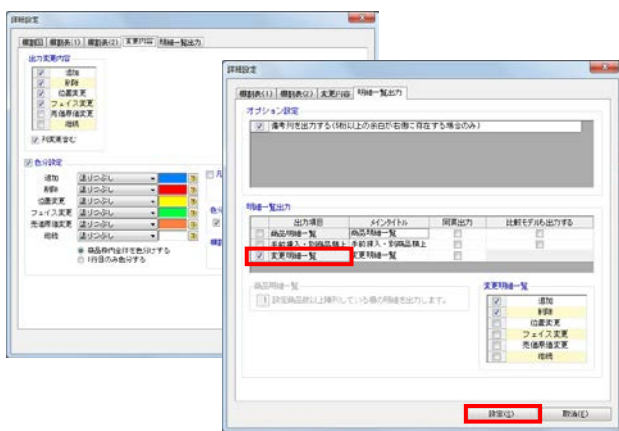 詳細設定
棚割図 棚割表(1) 棚割表(2) 変更内容 明細一覧出力
出力変更内容
追加
削除
位置変更
フェイス変更
売価原価変更
継続
列変更含む
色分設定
追加 塗りつぶし
削除 塗りつぶし
位置変更 塗りつぶし
フェイス変更 塗りつぶし
売価原価変更 塗りつぶし
継続 塗りつぶし
商品枠内全行を色分けする
1行目のみ色分する
詳細設定
棚割表(1) 棚割表(2) 変更内容 明細一覧出力
オプション設定
備考列を出力する(5桁以上の余白が右側に存在する場合のみ)
明細一覧出力
出力項目 メインタイトル 同頁出力 比較モデルも出力する
商品明細一覧 商品明細一覧
手前挿入・別商品積上 手前挿入・別商品積上
変更明細一覧 変更明細一覧
商品明細一覧
1 設定商品数以上陳列している棚の明細を出力します。
変更明細一覧
追加
削除
位置変更
フェイス変更
売価原価変更
継続
設定(S) 取消(E)